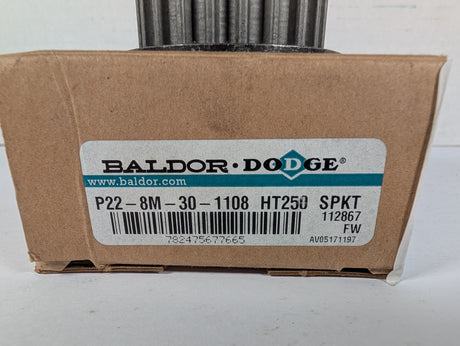 BALDOR · DODGE®
www.baldor.com
P22-8M-30-1108 HT250 SPKT
112867
FW
782475677665
AV05171197